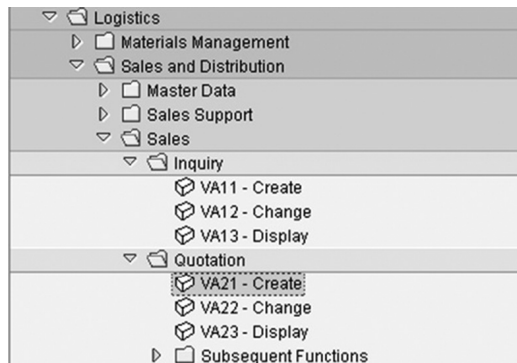 Logistics
Materials Management
Sales and Distribution
Master Data
Sales Support
Sales
Inquiry
VA11 - Create
VA12 - Change
VA13 - Display
Quotation
VA21 - Create
VA22 - Change
VA23 - Display
Subsequent Functions